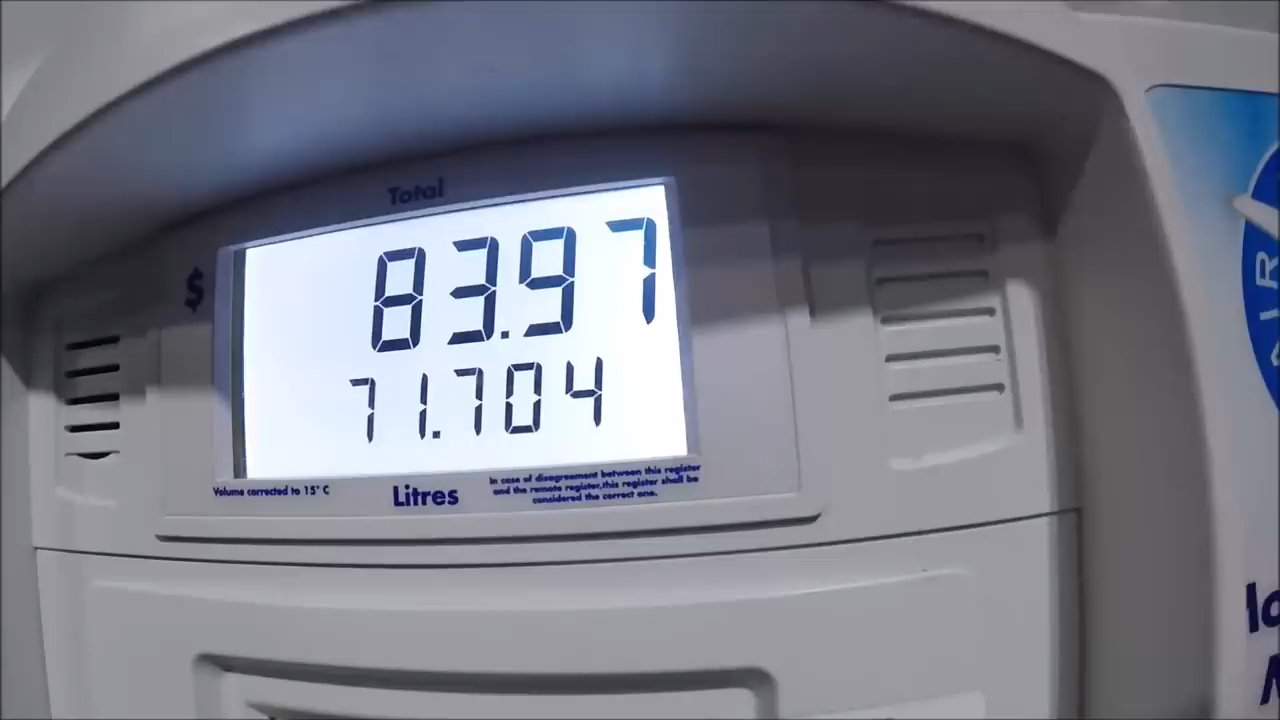 Total
$ 83.97
71.704
Volume corrected to 15° C
Litres
In case of disagreement between this register
and the remote register,this register shall be
considered the correct one.
AIR